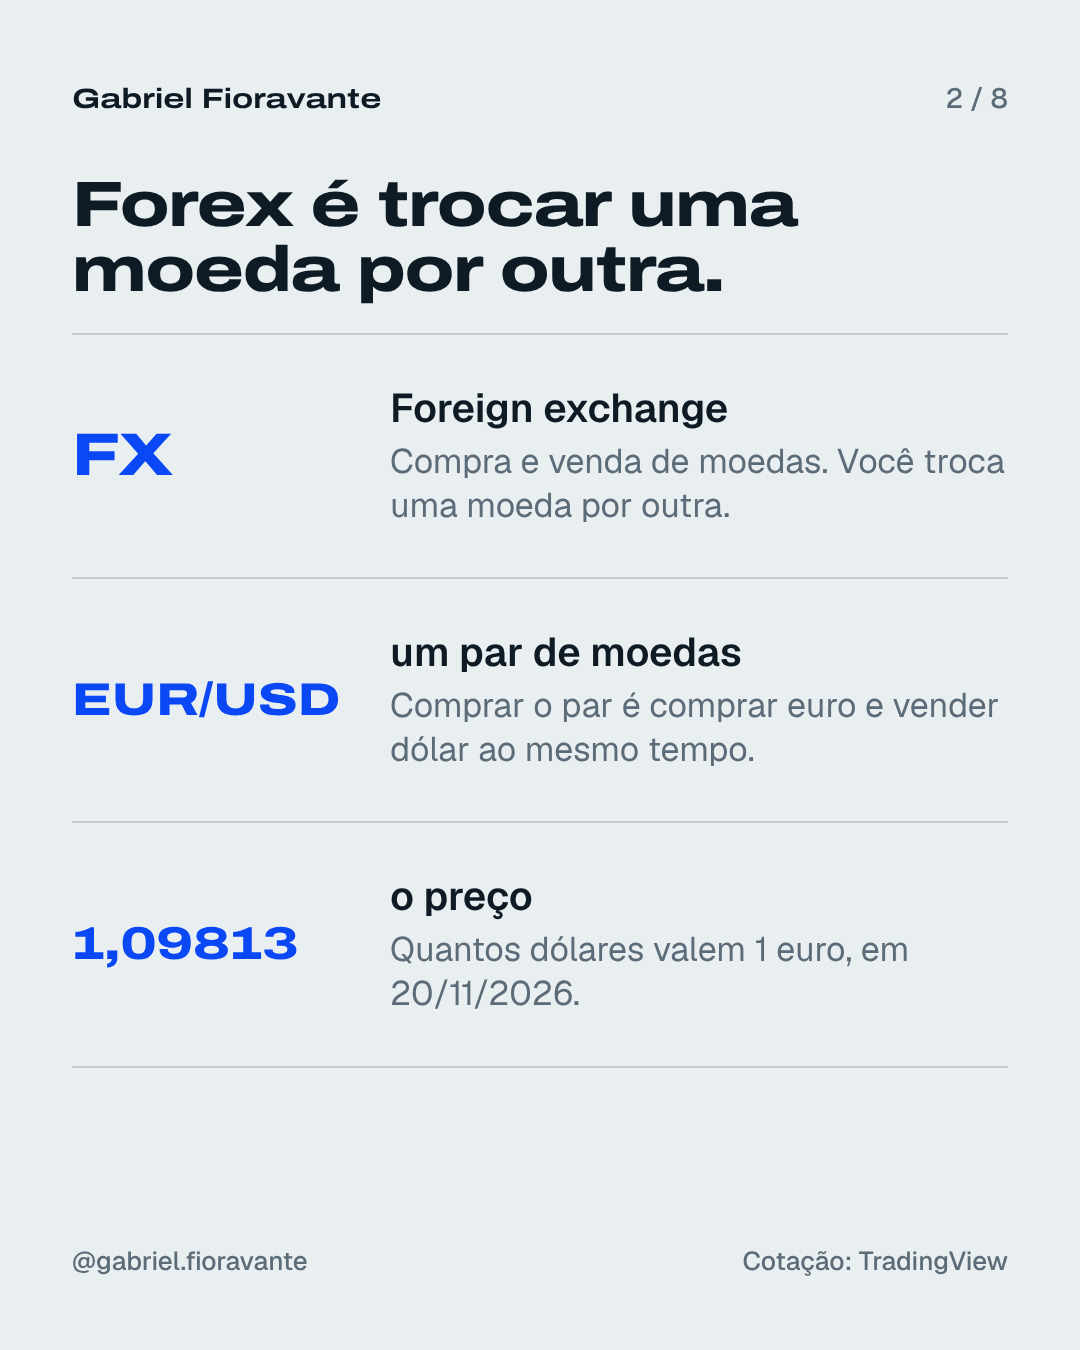 Gabriel Fioravante
2 / 8
Forex é trocar uma
moeda por outra.
FX
Foreign exchange
Compra e venda de moedas. Você troca
uma moeda por outra.
EUR/USD
um par de moedas
Comprar o par é comprar euro e vender
dólar ao mesmo tempo.
1,09813
o preço
Quantos dólares valem 1 euro, em
20/11/2026.
@gabriel.fioravante
Cotação: TradingView